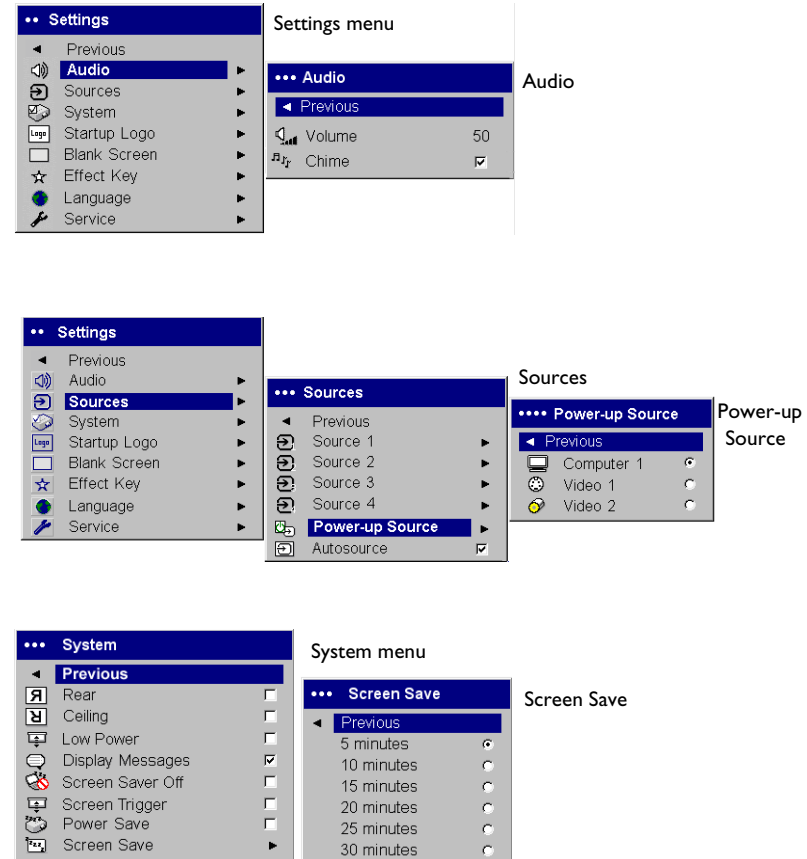 •• Settings
Settings menu
Previous
Audio
Sources
System
Logo Startup Logo
Blank Screen
Effect Key
Language
Service
••• Audio
Audio
Previous
Volume 50
Chime
•• Settings
Previous
Audio
Sources
System
Logo Startup Logo
Blank Screen
Effect Key
Language
Service
Sources
••• Sources
Previous
Source 1
Source 2
Source 3
Source 4
Power-up Source
Autosource
•••• Power-up Source
Power-up
Source
Previous
Computer 1
Video 1
Video 2
••• System
System menu
Previous
Rear
Ceiling
Low Power
Display Messages
Screen Saver Off
Screen Trigger
Power Save
Screen Save
••• Screen Save
Screen Save
Previous
5 minutes
10 minutes
15 minutes
20 minutes
25 minutes
30 minutes